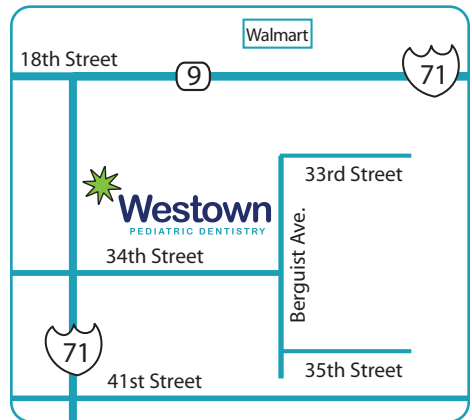 Walmart
18th Street
9
71
33rd Street
Westown
PEDIATRIC DENTISTRY
Berguist Ave.
34th Street
71
35th Street
41st Street